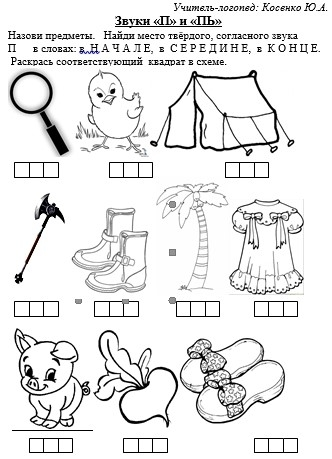 Учитель-логопед: Косенко Ю.А.
Звуки «П» и «ПЬ»
Назови предметы. Найди место твёрдого, согласного звука
П в словах: в Н А Ч А Л Е, в С Е Р Е Д И Н Е, в К О Н Ц Е.
Раскрась соответствующий квадрат в схеме.